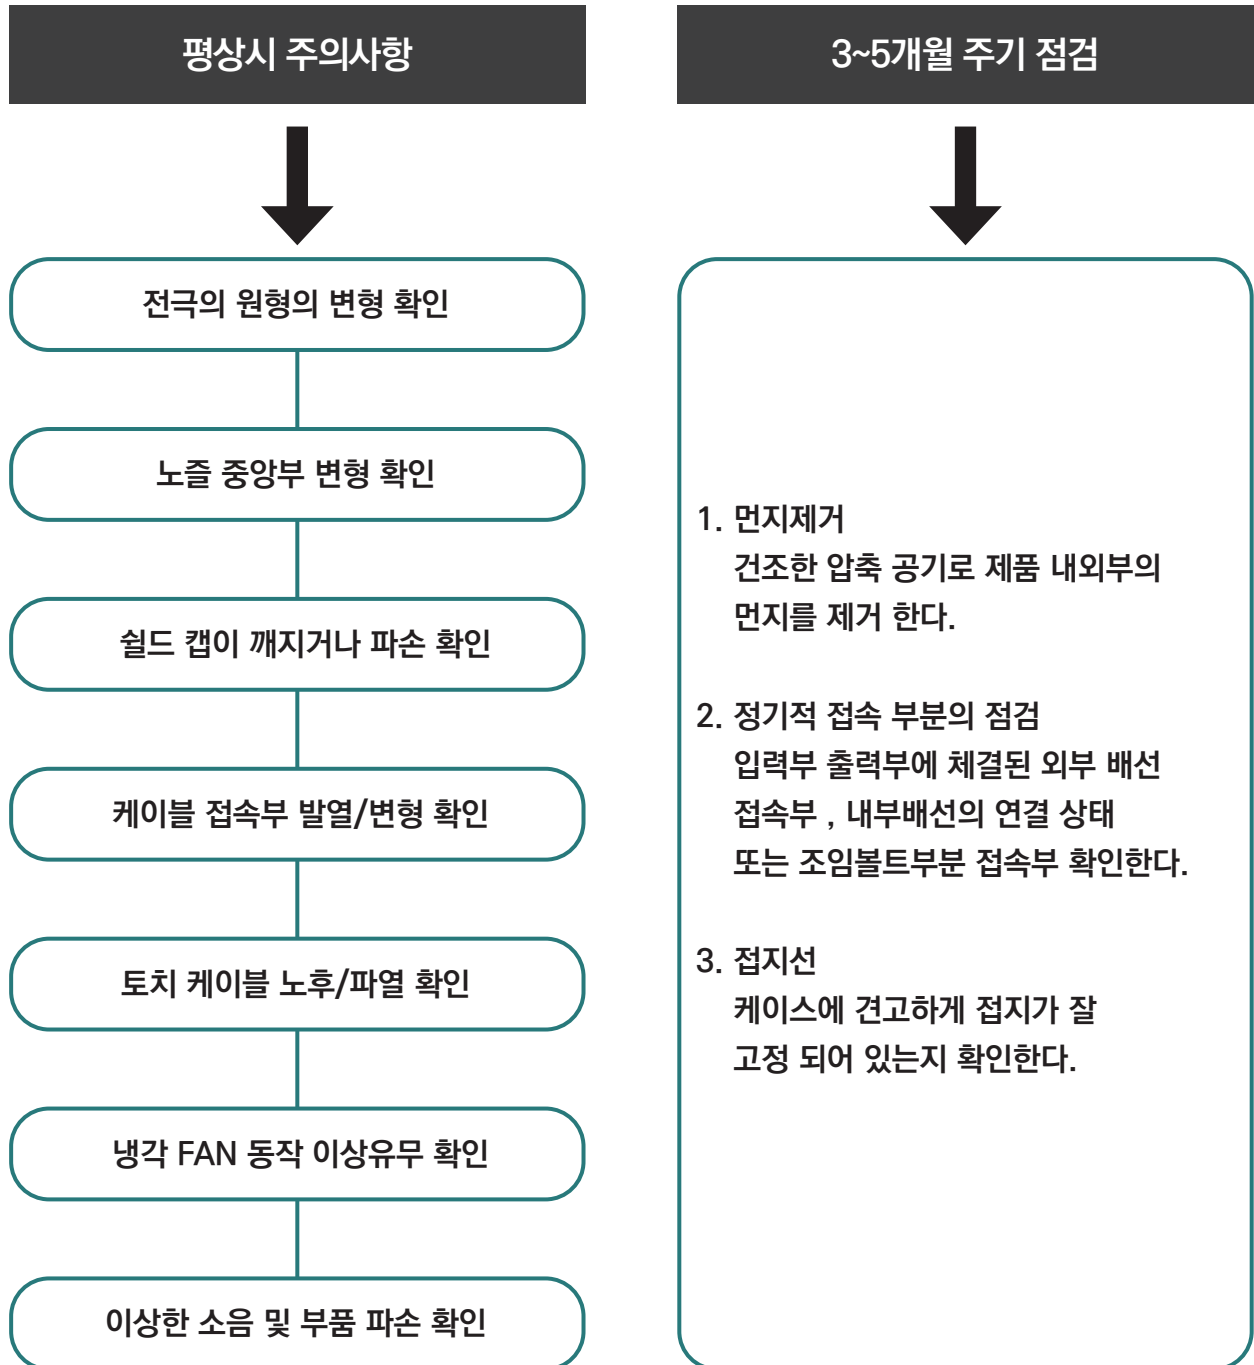 평상시 주의사항
전극의 원형의 변형 확인
노즐 중앙부 변형 확인
쉴드 캡이 깨지거나 파손 확인
케이블 접속부 발열/변형 확인
토치 케이블 노후/파열 확인
냉각 FAN 동작 이상유무 확인
이상한 소음 및 부품 파손 확인
3~5개월 주기 점검
1. 먼지제거
건조한 압축 공기로 제품 내외부의
먼지를 제거 한다.
2. 정기적 접속 부분의 점검
입력부 출력부에 체결된 외부 배선
접속부 , 내부배선의 연결 상태
또는 조임볼트부분 접속부 확인한다.
3. 접지선
케이스에 견고하게 접지가 잘
고정 되어 있는지 확인한다.